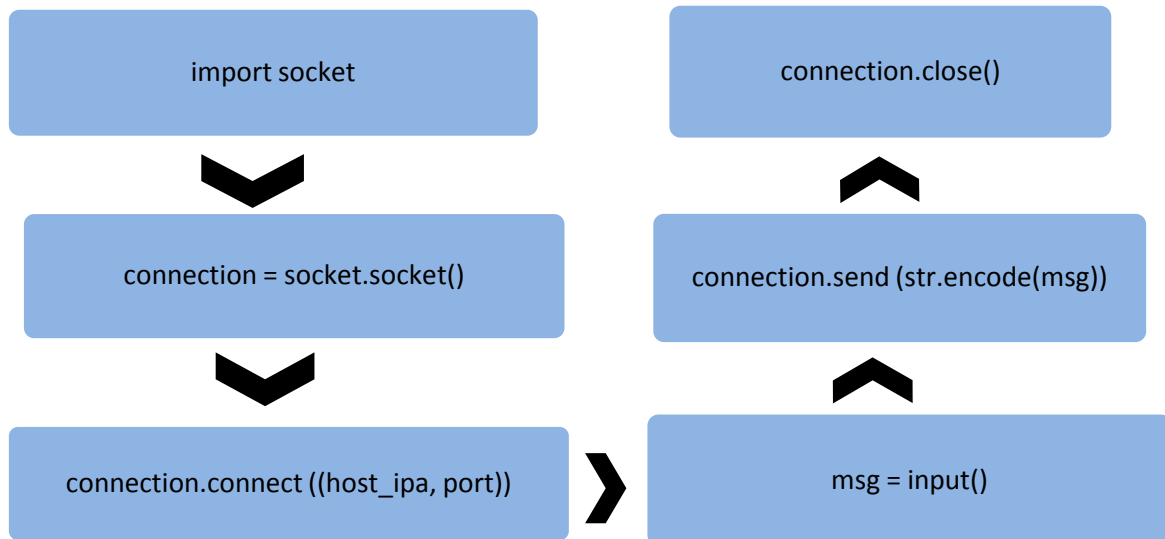 import socket
connection = socket.socket()
connection.connect ((host_ipa, port))
msg = input()
connection.send (str.encode(msg))
connection.close()